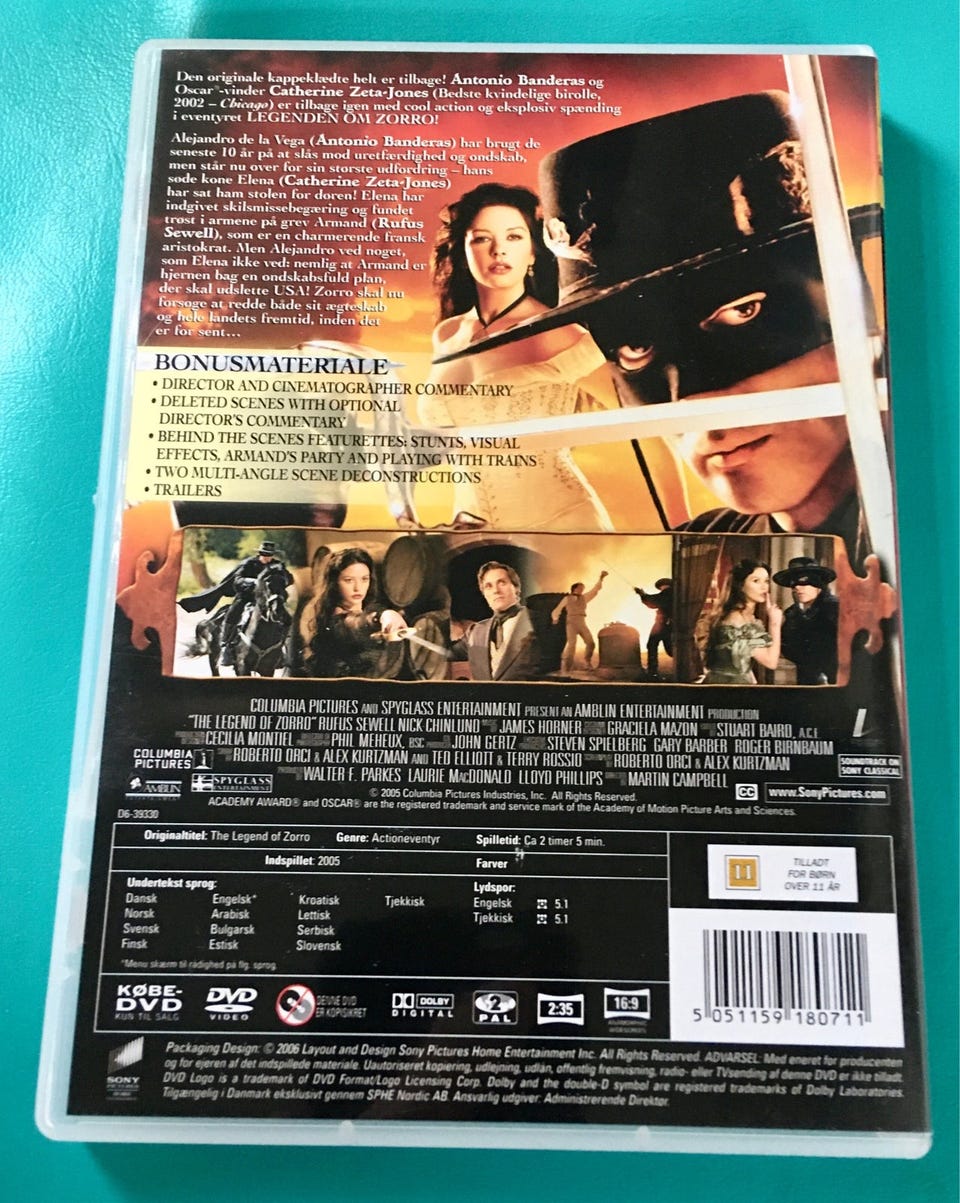 Den originale kappeklædte helt er tilbage! Antonio Banderas og
Oscar®-vinder Catherine Zeta-Jones (Bedste kvindelige birolle,
2002 – Chicago) er tilbage igen med cool action og eksplosiv spænding
i eventyret LEGENDEN OM ZORRO!
Alejandro de la Vega (Antonio Banderas) har brugt de
seneste 10 år på at slås mod uretfærdighed og ondskab,
men står nu over for sin største udfordring – hans
søde kone Elena (Catherine Zeta-Jones)
har sat ham stolen for døren! Elena har
indgivet skilsmissebegæring og fundet
trøst i armene på grev Armand (Rufus
Sewell), som er en charmerende fransk
aristokrat. Men Alejandro ved noget,
som Elena ikke ved: nemlig at Armand er
hjernen bag en ondskabsfuld plan,
der skal udslette USA! Zorro skal nu
forsøge at redde både sit ægteskab
og hele landets fremtid, inden det
er for sent...
BONUSMATERIALE
• DIRECTOR AND CINEMATOGRAPHER COMMENTARY
• DELETED SCENES WITH OPTIONAL
DIRECTOR'S COMMENTARY
• BEHIND THE SCENES FEATURETTES: STUNTS, VISUAL
EFFECTS, ARMAND'S PARTY AND PLAYING WITH TRAINS
• TWO MULTI-ANGLE SCENE DECONSTRUCTIONS
• TRAILERS
COLUMBIA PICTURES AND SPYGLASS ENTERTAINMENT PRESENT AN AMBLIN ENTERTAINMENT PRODUCTION
"THE LEGEND OF ZORRO" RUFUS SEWELL NICK CHINLUND JAMES HORNER GRACIELA MAZON STUART BAIRD, A.C.E.
CECILIA MONTIEL PHIL MEHEUX, BSC JOHN GERTZ STEVEN SPIELBERG GARY BARBER ROGER BIRNBAUM
ROBERTO ORCI & ALEX KURTZMAN AND TED ELLIOTT & TERRY ROSSIO ROBERTO ORCI & ALEX KURTZMAN
WALTER F. PARKES LAURIE MACDONALD LLOYD PHILLIPS MARTIN CAMPBELL
COLUMBIA
PICTURES
AMBLIN
SPYGLASS
ENTERTAINMENT
SOUNDTRACK ON
SONY CLASSICAL
© 2005 Columbia Pictures Industries, Inc. All Rights Reserved.
CC
www.SonyPictures.com
ACADEMY AWARD® and OSCAR® are the registered trademark and service mark of the Academy of Motion Picture Arts and Sciences.
D6-39330
Originaltitel: The Legend of Zorro Genre: Actioneventyr Spilletid: Ca 2 timer 5 min.
Indspillet: 2005 Farver
Undertekst sprog: Lydspor:
Dansk Engelsk* Kroatisk Tjekkisk Engelsk 5.1
Norsk Arabisk Lettisk Tjekkisk 5.1
Svensk Bulgarsk Serbisk
Finsk Estisk Slovensk
*Menu skærm til rådighed på flg. sprog.
11
TILLADT
FOR BØRN
OVER 11 ÅR
KØBE-
DVD
KUN TIL SALG
DVD
VIDEO
DENNE DVD
ER KOPISIKRET
DOLBY
DIGITAL
2
PAL
2:35
16:9
ANAMORPHIC
WIDESCREEN
5 051159 180711
SONY
PICTURES
Packaging Design: © 2006 Layout and Design Sony Pictures Home Entertainment Inc. All Rights Reserved. ADVARSEL: Med eneret for producenten
og for ejeren af det indspillede materiale. Uautoriseret kopiering, udlejning, udlån, offentlig fremvisning, radio- eller TVsending af denne DVD er ikke tilladt.
DVD Logo is a trademark of DVD Format/Logo Licensing Corp. Dolby and the double-D symbol are registered trademarks of Dolby Laboratories.
Tilgængelig i Danmark eksklusivt gennem SPHE Nordic AB. Ansvarlig udgiver: Administrerende Direktør.